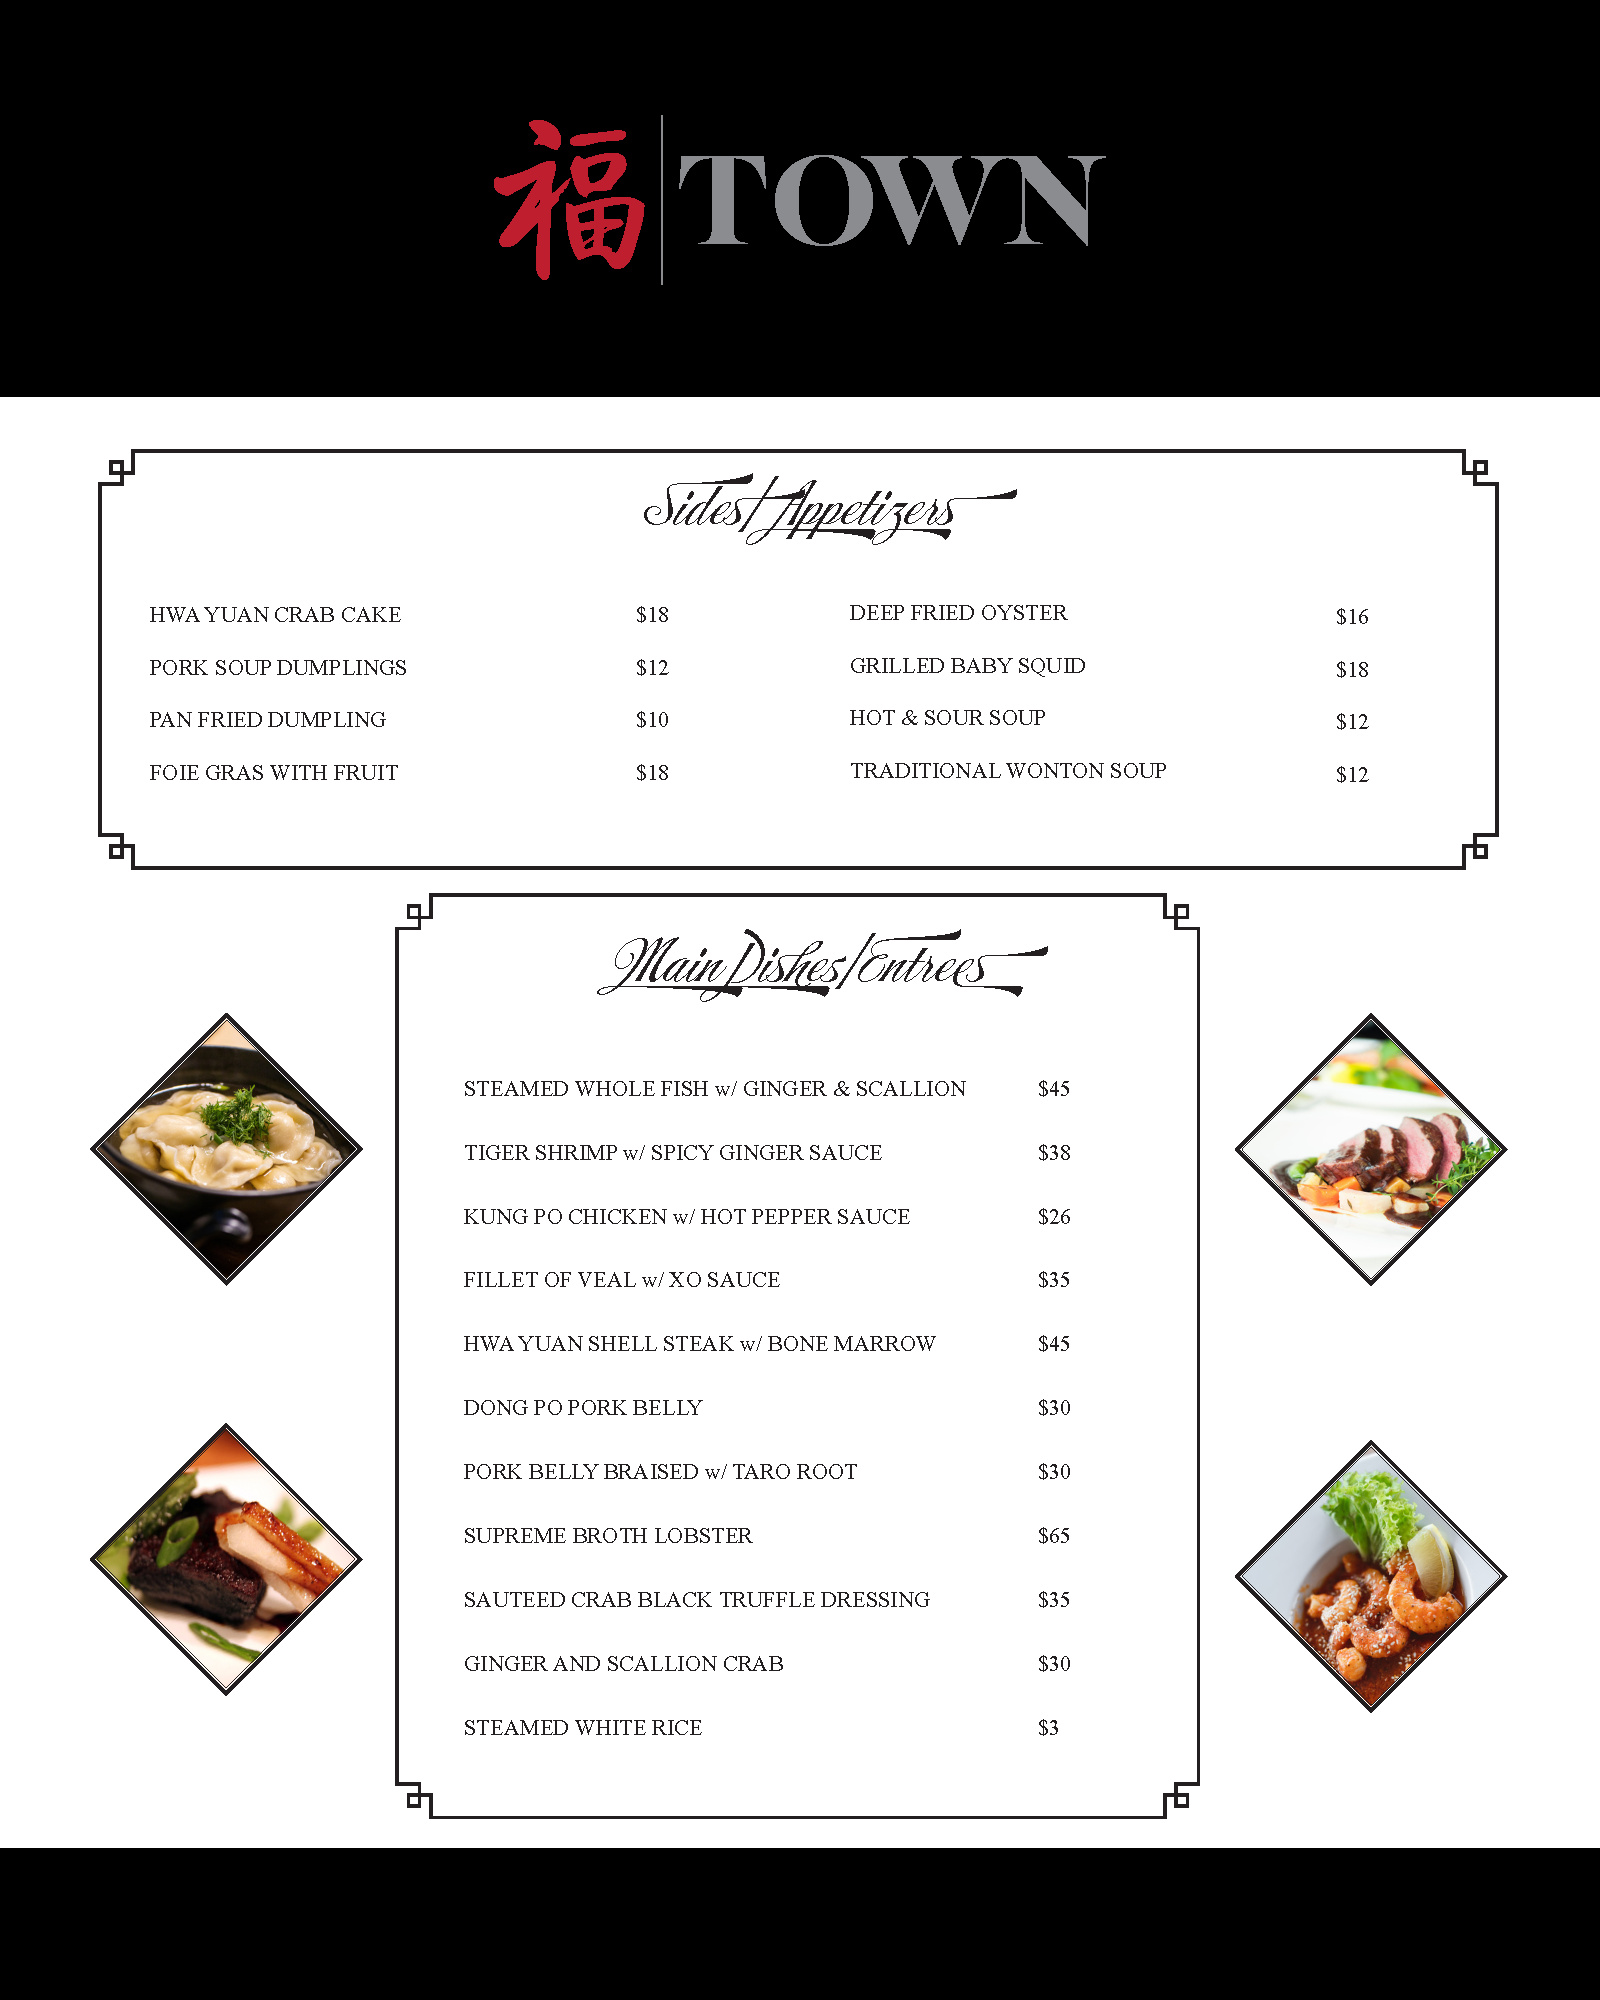 福 TOWN
Sides/Appetizers
HWA YUAN CRAB CAKE $18
PORK SOUP DUMPLINGS $12
PAN FRIED DUMPLING $10
FOIE GRAS WITH FRUIT $18
DEEP FRIED OYSTER $16
GRILLED BABY SQUID $18
HOT & SOUR SOUP $12
TRADITIONAL WONTON SOUP $12
Main Dishes/Entrees
STEAMED WHOLE FISH w/ GINGER & SCALLION $45
TIGER SHRIMP w/ SPICY GINGER SAUCE $38
KUNG PO CHICKEN w/ HOT PEPPER SAUCE $26
FILLET OF VEAL w/ XO SAUCE $35
HWA YUAN SHELL STEAK w/ BONE MARROW $45
DONG PO PORK BELLY $30
PORK BELLY BRAISED w/ TARO ROOT $30
SUPREME BROTH LOBSTER $65
SAUTEED CRAB BLACK TRUFFLE DRESSING $35
GINGER AND SCALLION CRAB $30
STEAMED WHITE RICE $3